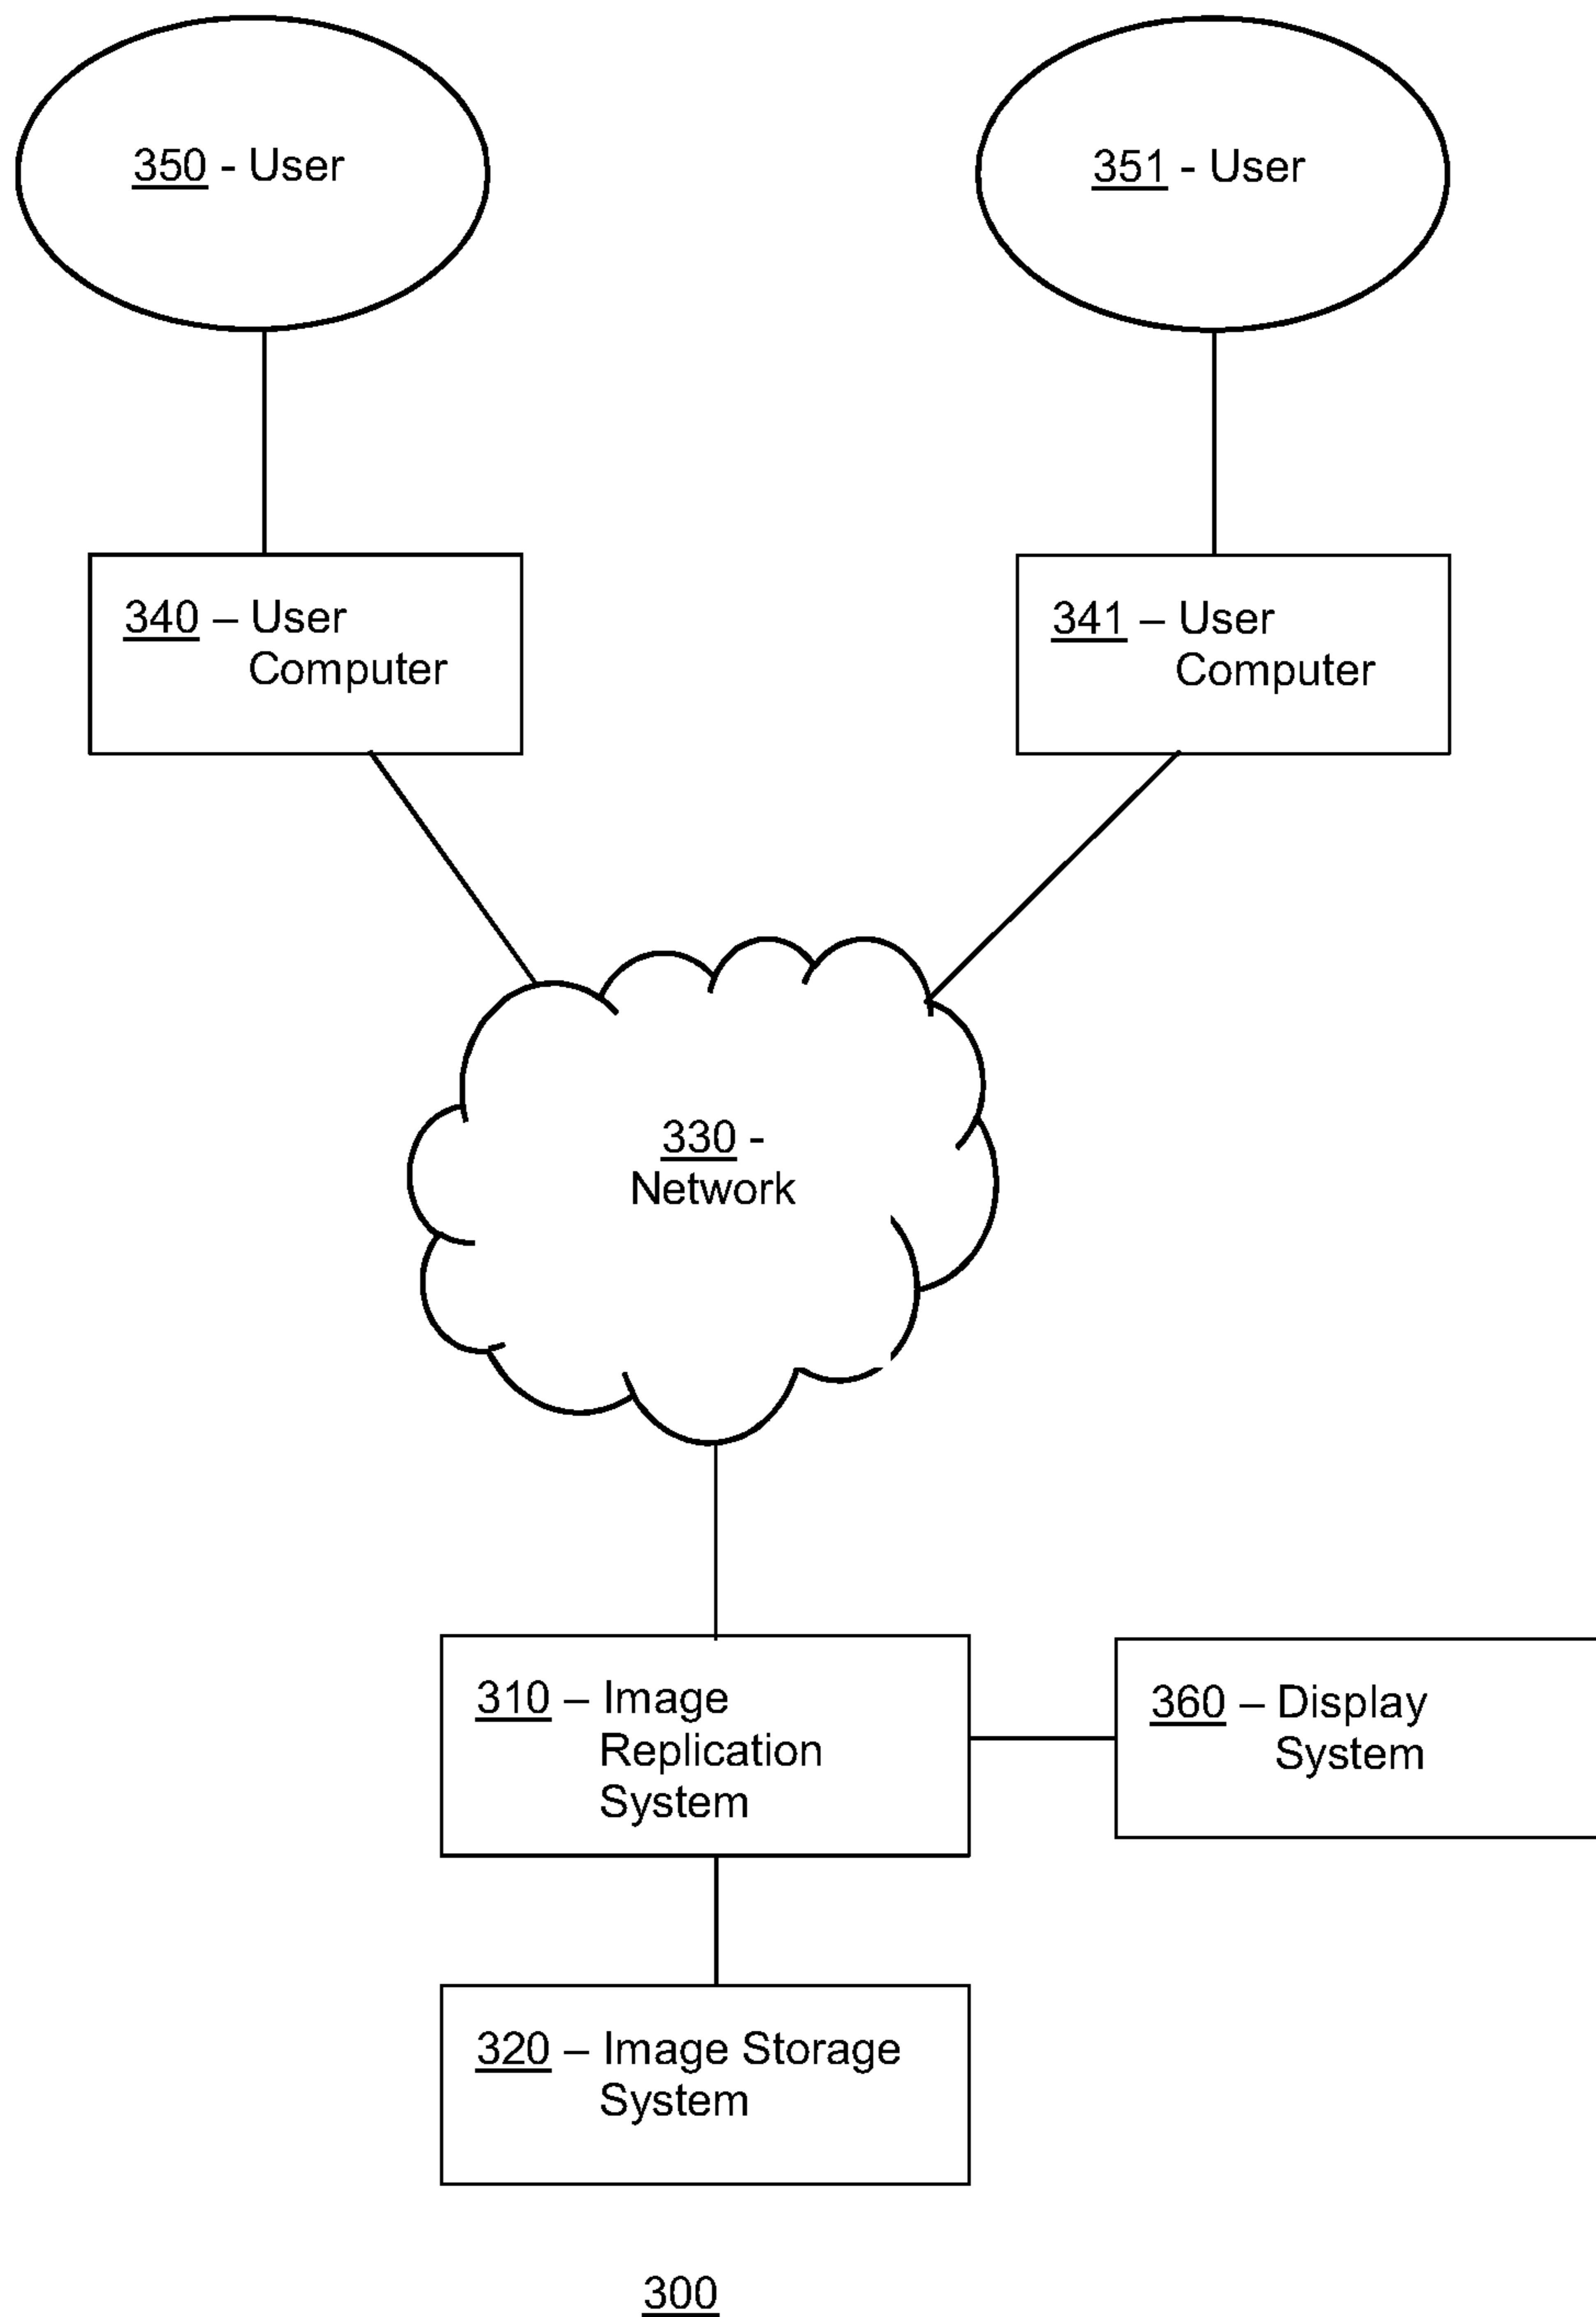 350 - User
351 - User
340 – User
Computer
341 – User
Computer
330 -
Network
310 – Image
Replication
System
360 – Display
System
320 – Image Storage
System
300